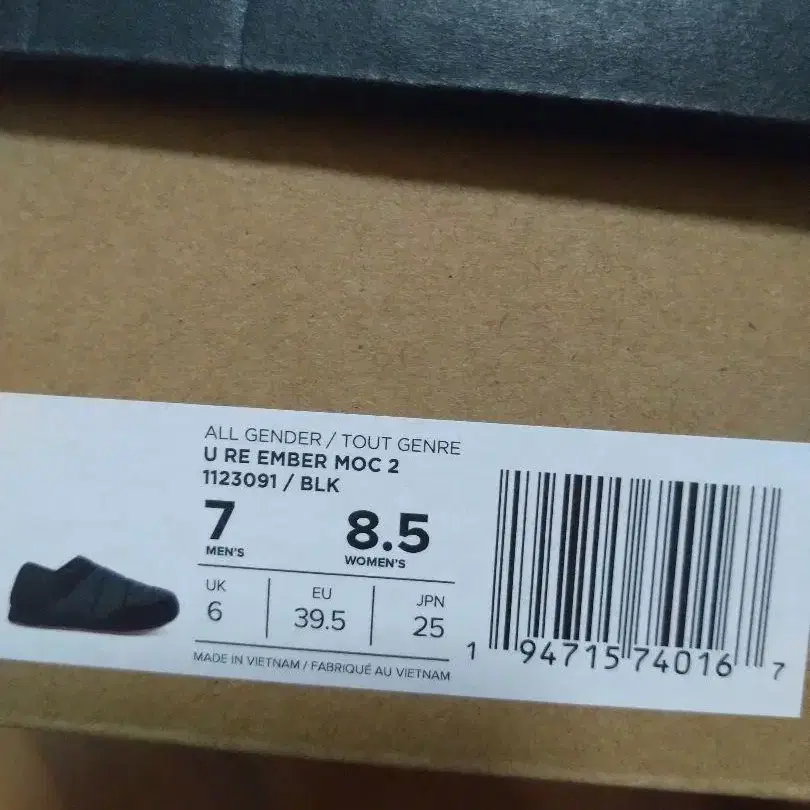 ALL GENDER / TOUT GENRE
U RE EMBER MOC 2
1123091 / BLK
7 8.5
MEN'S WOMEN'S
UK EU JPN
6 39.5 25
MADE IN VIETNAM / FABRIQUÉ AU VIETNAM
1 94715 74016 7